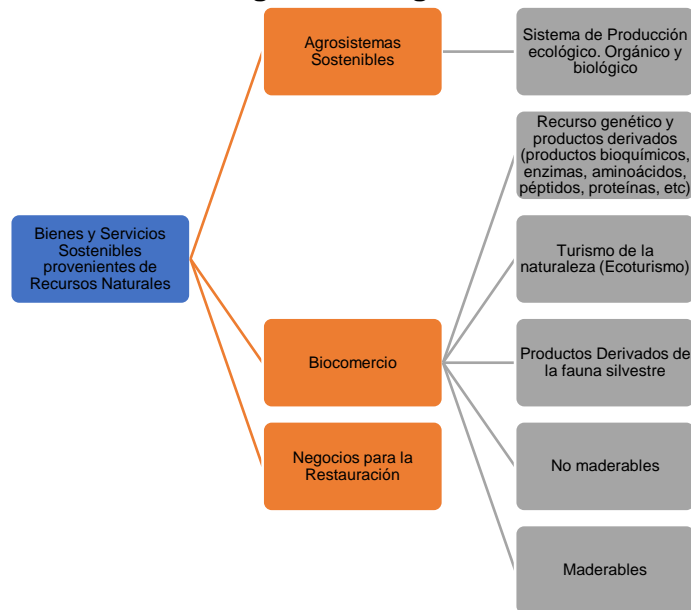 Agrosistemas
Sostenibles
Sistema de Producción
ecológico. Orgánico y
biológico
Recurso genético y
productos derivados
(productos bioquímicos,
enzimas, aminoácidos,
péptidos, proteínas, etc)
Bienes y Servicios
Sostenibles
provenientes de
Recursos Naturales
Turismo de la
naturaleza (Ecoturismo)
Biocomercio
Productos Derivados de
la fauna silvestre
Negocios para la
Restauración
No maderables
Maderables